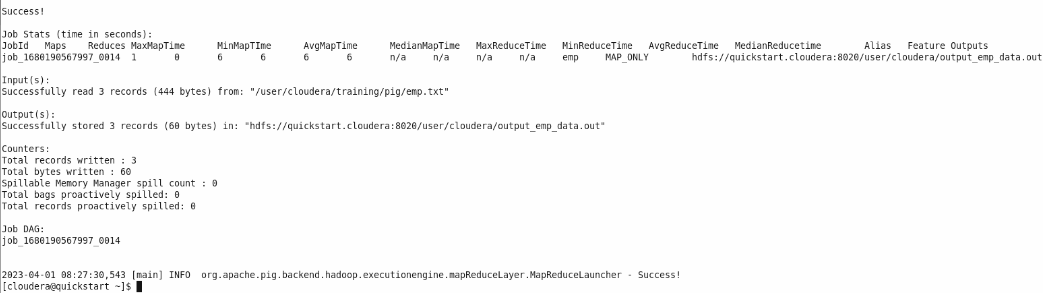 Success!
Job Stats (time in seconds):
JobId Maps Reduces MaxMapTime MinMapTIme AvgMapTime MedianMapTime MaxReduceTime MinReduceTime AvgReduceTime MedianReducetime Alias Feature Outputs
job_1680190567997_0014 1 0 6 6 6 6 n/a n/a n/a n/a emp MAP_ONLY hdfs://quickstart.cloudera:8020/user/cloudera/output_emp_data.out
Input(s):
Successfully read 3 records (444 bytes) from: "/user/cloudera/training/pig/emp.txt"
Output(s):
Successfully stored 3 records (60 bytes) in: "hdfs://quickstart.cloudera:8020/user/cloudera/output_emp_data.out"
Counters:
Total records written : 3
Total bytes written : 60
Spillable Memory Manager spill count : 0
Total bags proactively spilled: 0
Total records proactively spilled: 0
Job DAG:
job_1680190567997_0014
2023-04-01 08:27:30,543 [main] INFO org.apache.pig.backend.hadoop.executionengine.mapReduceLayer.MapReduceLauncher - Success!
[cloudera@quickstart ~]$